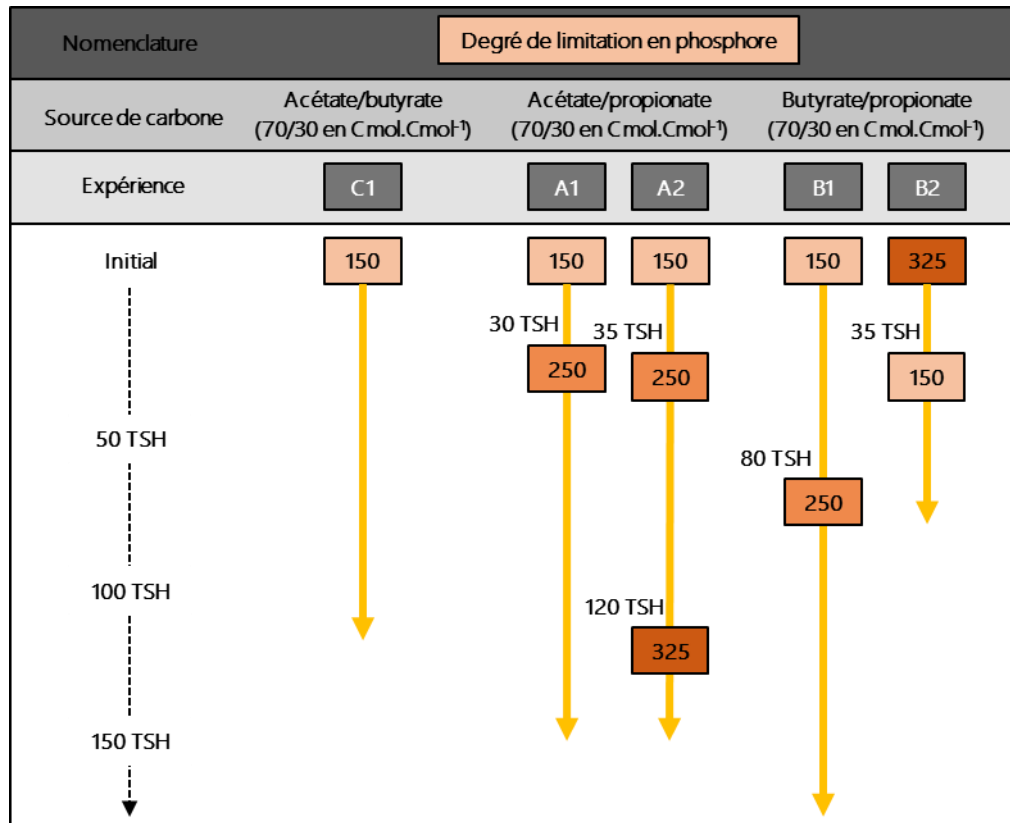 Nomenclature
Degré de limitation en phosphore
Source de carbone
Acétate/butyrate
(70/30 en Cmol.Cmol⁻¹)
Acétate/propionate
(70/30 en Cmol.Cmol⁻¹)
Butyrate/propionate
(70/30 en Cmol.Cmol⁻¹)
Expérience
C1
A1
A2
B1
B2
Initial
150
150
150
150
325
30 TSH
35 TSH
35 TSH
250
250
150
50 TSH
80 TSH
250
100 TSH
120 TSH
325
150 TSH